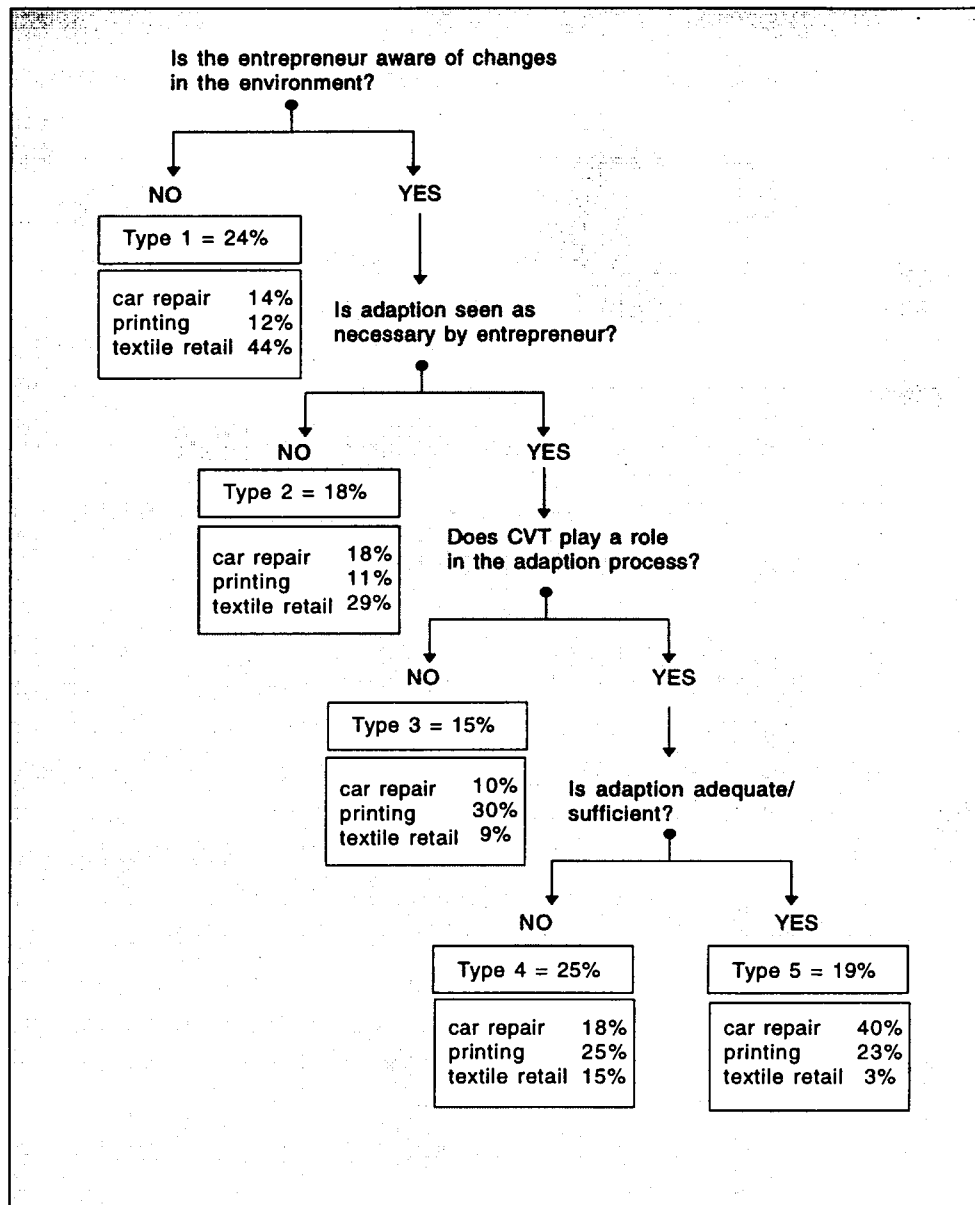 Is the entrepreneur aware of changes
in the environment?
NO
YES
Type 1 = 24%
car repair 14%
printing 12%
textile retail 44%
Is adaption seen as
necessary by entrepreneur?
NO
YES
Type 2 = 18%
car repair 18%
printing 11%
textile retail 29%
Does CVT play a role
in the adaption process?
NO
YES
Type 3 = 15%
car repair 10%
printing 30%
textile retail 9%
Is adaption adequate/
sufficient?
NO
YES
Type 4 = 25%
car repair 18%
printing 25%
textile retail 15%
Type 5 = 19%
car repair 40%
printing 23%
textile retail 3%